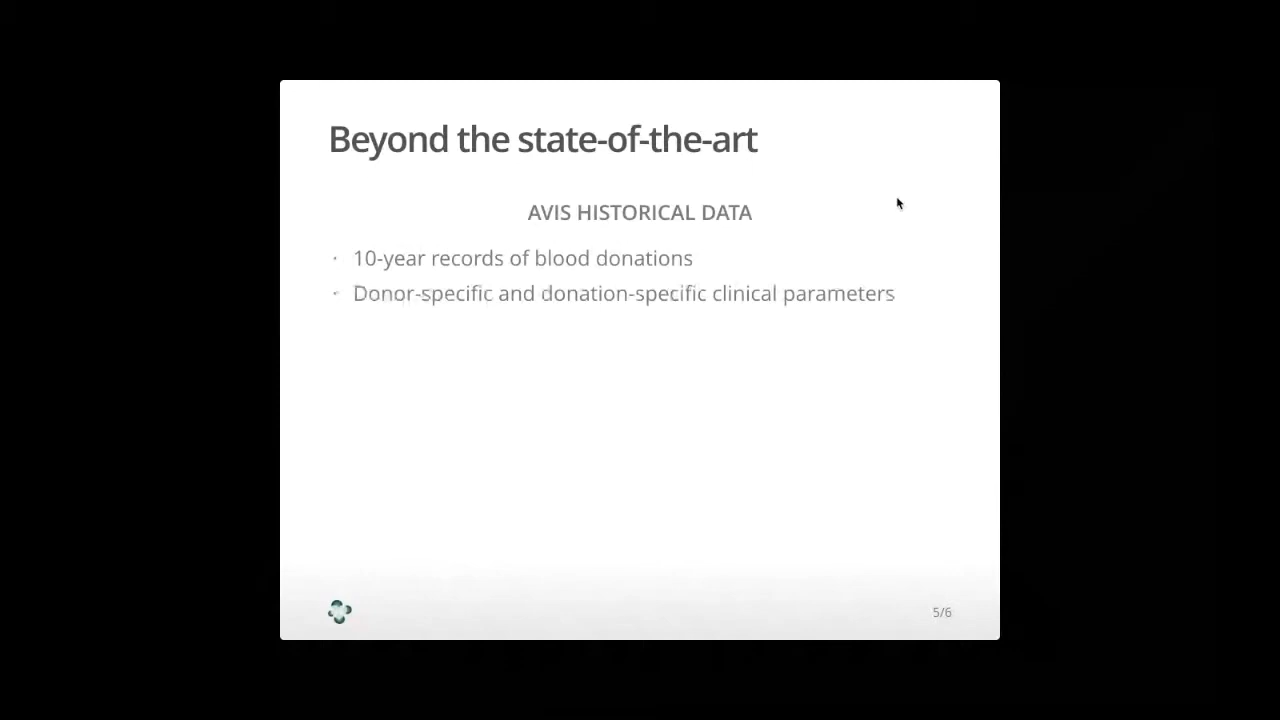 Beyond the state-of-the-art
AVIS HISTORICAL DATA
· 10-year records of blood donations
· Donor-specific and donation-specific clinical parameters
5/6